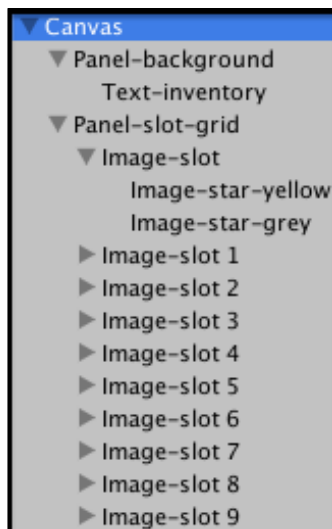 Canvas
Panel-background
Text-inventory
Panel-slot-grid
Image-slot
Image-star-yellow
Image-star-grey
Image-slot 1
Image-slot 2
Image-slot 3
Image-slot 4
Image-slot 5
Image-slot 6
Image-slot 7
Image-slot 8
Image-slot 9